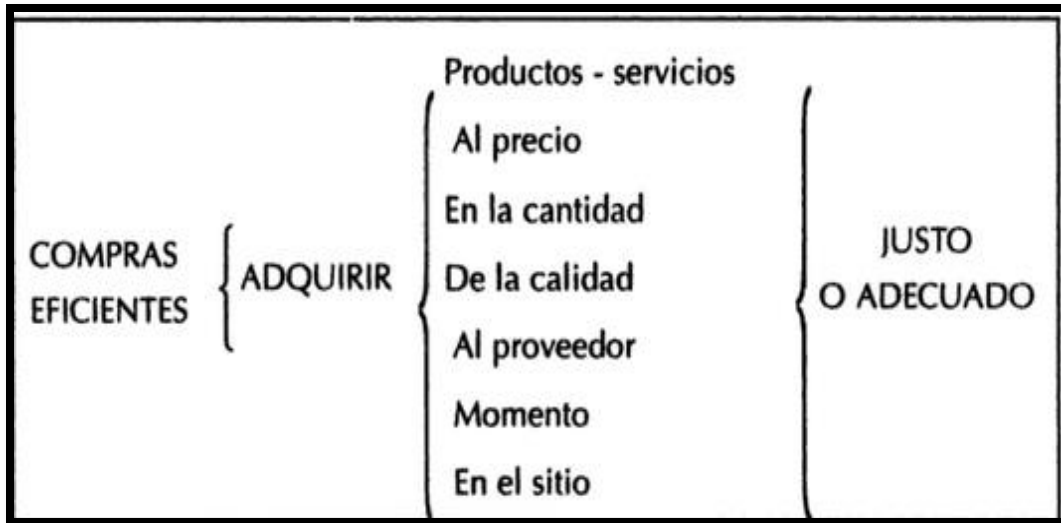 COMPRAS
EFICIENTES
ADQUIRIR
Productos - servicios
Al precio
En la cantidad
De la calidad
Al proveedor
Momento
En el sitio
JUSTO
O ADECUADO